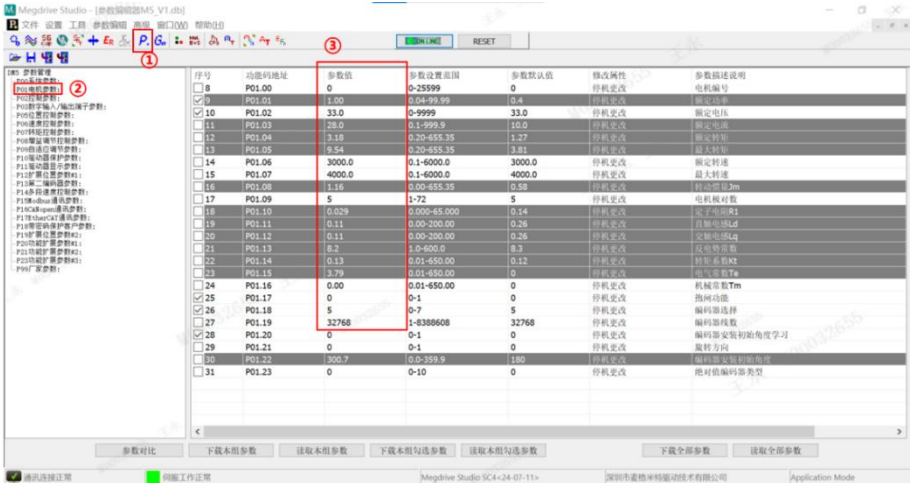 Megdrive Studio - [参数编辑器M5_V1.db]
文件 设置 工具 参数编辑 高级 窗口(W) 帮助(H)
ON LINE RESET
① ② ③
DM5 参数管理
P00系统参数:
P01电机参数:
P02控制参数:
P03数字输入/输出端子参数:
P05位置控制参数:
P06速度控制参数:
P07转矩控制参数:
P08增益调节控制参数:
P09自适应调节参数:
P10驱动器保护参数:
P11驱动器显示参数:
P12扩展位置参数#1:
P13第二编码器参数:
P14多段速度控制参数:
P15Modbus通讯参数:
P16CANopen通讯参数:
P17EtherCAT通讯参数:
P18带密码保护客户参数:
P19扩展位置参数#2:
P20功能扩展参数#1:
P21功能扩展参数#2:
P23功能扩展参数#3:
P99厂家参数:
序号 功能码地址 参数值 参数设置范围 参数默认值 修改属性 参数描述说明
8 P01.00 0 0-25599 0 停机更改 电机编号
9 P01.01 1.00 0.04-99.99 0.4 停机更改 额定功率
10 P01.02 33.0 0-9999 33.0 停机更改 额定电压
11 P01.03 28.0 0.1-999.9 10.0 停机更改 额定电流
12 P01.04 3.18 0.20-655.35 1.27 停机更改 额定转矩
13 P01.05 9.54 0.20-655.35 3.81 停机更改 最大转矩
14 P01.06 3000.0 0.1-6000.0 3000.0 停机更改 额定转速
15 P01.07 4000.0 0.1-6000.0 4000.0 停机更改 最大转速
16 P01.08 1.16 0.00-655.35 0.58 停机更改 转动惯量Jm
17 P01.09 5 1-72 5 停机更改 电机极对数
18 P01.10 0.029 0.000-65.000 0.14 停机更改 定子电阻R1
19 P01.11 0.11 0.00-200.00 0.26 停机更改 直轴电感Ld
20 P01.12 0.11 0.00-200.00 0.26 停机更改 交轴电感Lq
21 P01.13 8.2 1.0-600.0 8.3 停机更改 反电势常数
22 P01.14 0.13 0.01-650.00 0.12 停机更改 转矩系数Kt
23 P01.15 3.79 0.01-650.00 0 停机更改 电气常数Te
24 P01.16 0.00 0.01-650.00 0 停机更改 机械常数Tm
25 P01.17 0 0-1 0 停机更改 抱闸功能
26 P01.18 5 0-7 5 停机更改 编码器选择
27 P01.19 32768 1-8388608 32768 停机更改 编码器线数
28 P01.20 0 0-1 0 停机更改 编码器安装初始角度学习
29 P01.21 0 0-1 0 停机更改 旋转方向
30 P01.22 300.7 0.0-359.9 180 停机更改 编码器安装初始角度
31 P01.23 0 0-10 0 停机更改 绝对值编码器类型
参数对比 下载本组参数 读取本组参数 下载本组勾选参数 读取本组勾选参数 下载全部参数 读取全部参数
通讯连接正常 伺服工作正常 Megdrive Studio SC4<24-07-11> 深圳市麦格米特驱动技术有限公司 Application Mode